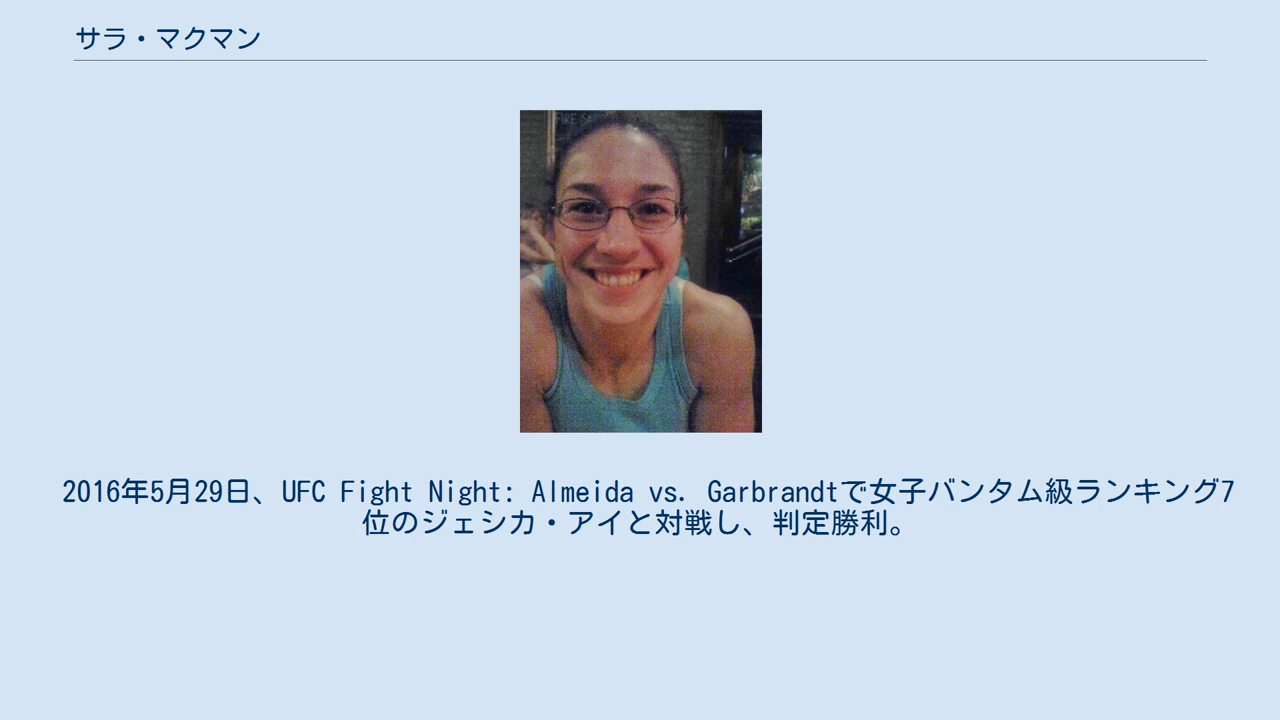 サラ・マクマン
FIRE SA
2016年5月29日、UFC Fight Night: Almeida vs. Garbrandtで女子バンタム級ランキング7
位のジェシカ・アイと対戦し、判定勝利。